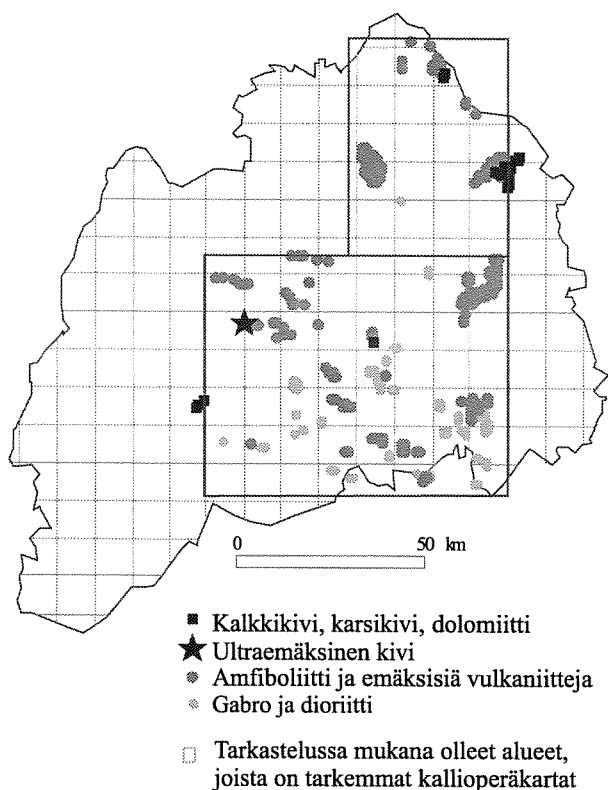 0 50 km
Kalkkikivi, karsikivi, dolomiitti
Ultraemäksinen kivi
Amfiboliitti ja emäksisiä vulkaniitteja
Gabro ja dioriitti
Tarkastelussa mukana olleet alueet,
joista on tarkemmat kallioperäkartat